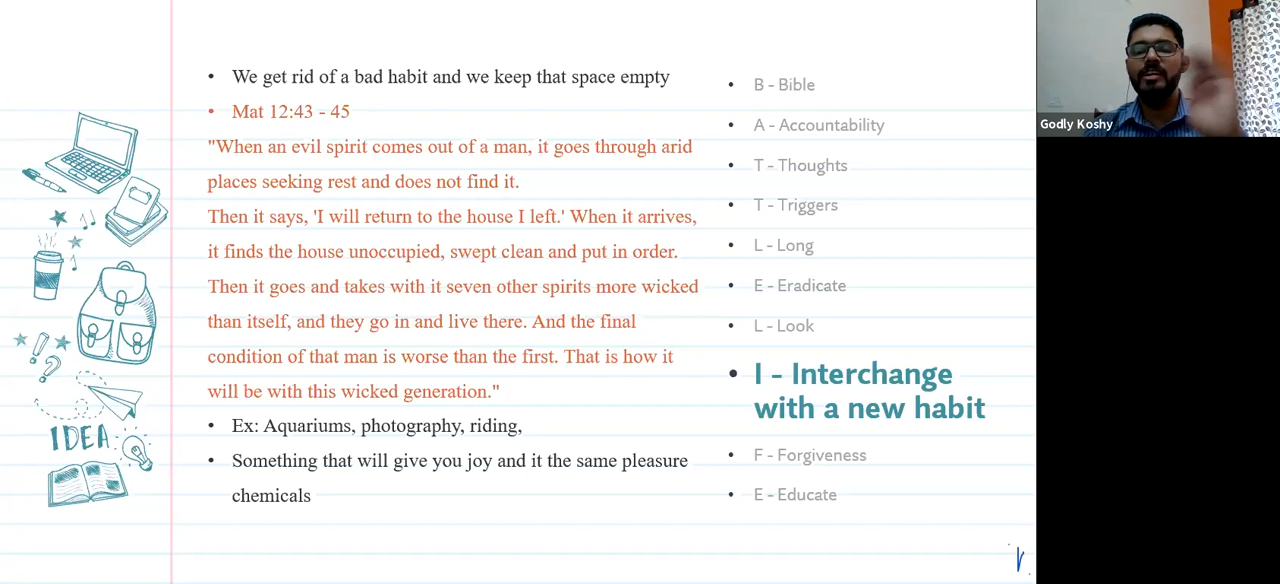 • We get rid of a bad habit and we keep that space empty
• Mat 12:43 - 45
"When an evil spirit comes out of a man, it goes through arid
places seeking rest and does not find it.
Then it says, 'I will return to the house I left.' When it arrives,
it finds the house unoccupied, swept clean and put in order.
Then it goes and takes with it seven other spirits more wicked
than itself, and they go in and live there. And the final
condition of that man is worse than the first. That is how it
will be with this wicked generation."
• Ex: Aquariums, photography, riding,
• Something that will give you joy and it the same pleasure
chemicals
• B - Bible
• A - Accountability
• T - Thoughts
• T - Triggers
• L - Long
• E - Eradicate
• L - Look
• I - Interchange
with a new habit
• F - Forgiveness
• E - Educate
IDEA
Godly Koshy